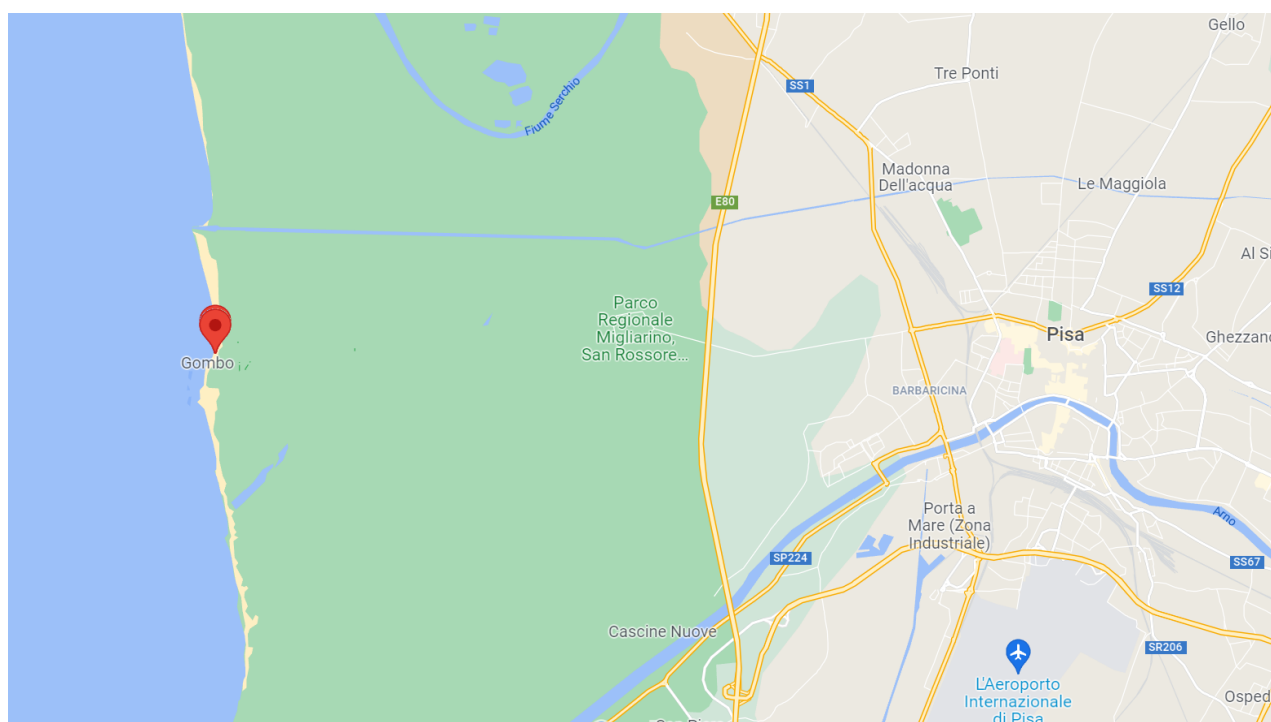 Gello
Tre Ponti
SS1
Fiume Serchio
Madonna
Dell'acqua
Le Maggiola
E80
Al Si
SS12
Parco
Regionale
Migliarino,
San Rossore...
Pisa
Ghezzano
Gombo
BARBARICINA
Porta a
Mare (Zona
Industriale)
Arno
SP224
SS67
Cascine Nuove
SR206
L'Aeroporto
Internazionale
di Pisa
Osped